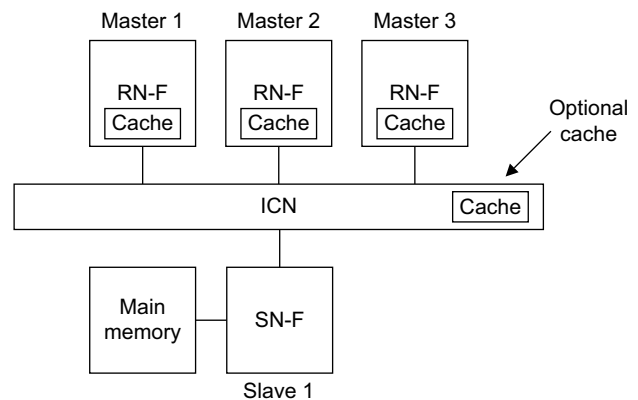 Master 1
Master 2
Master 3
RN-F
Cache
RN-F
Cache
RN-F
Cache
Optional
cache
ICN
Cache
Main
memory
SN-F
Slave 1